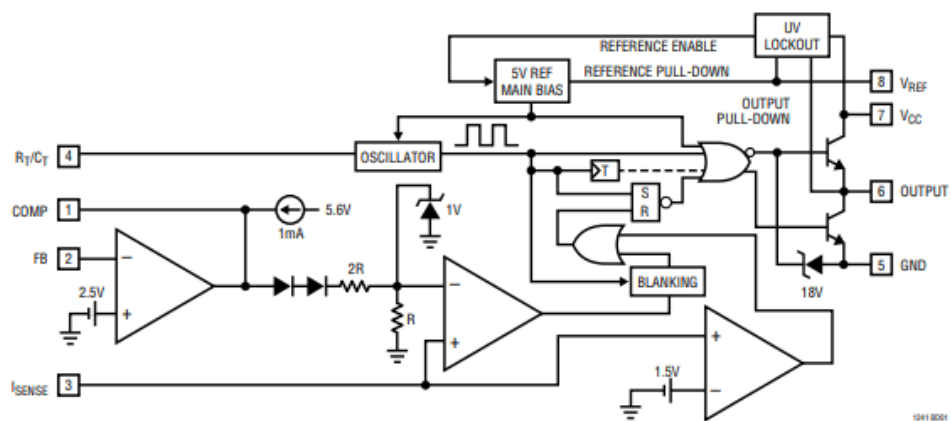 UV
LOCKOUT
REFERENCE ENABLE
5V REF
MAIN BIAS
REFERENCE PULL-DOWN
8 VREF
OUTPUT
PULL-DOWN
7 VCC
RT/CT 4
OSCILLATOR
T
COMP 1
1mA
5.6V
1V
S
R
6 OUTPUT
FB 2
−
+
2.5V
2R
R
−
+
BLANKING
18V
5 GND
ISENSE 3
1.5V
+
−
1241 BD01